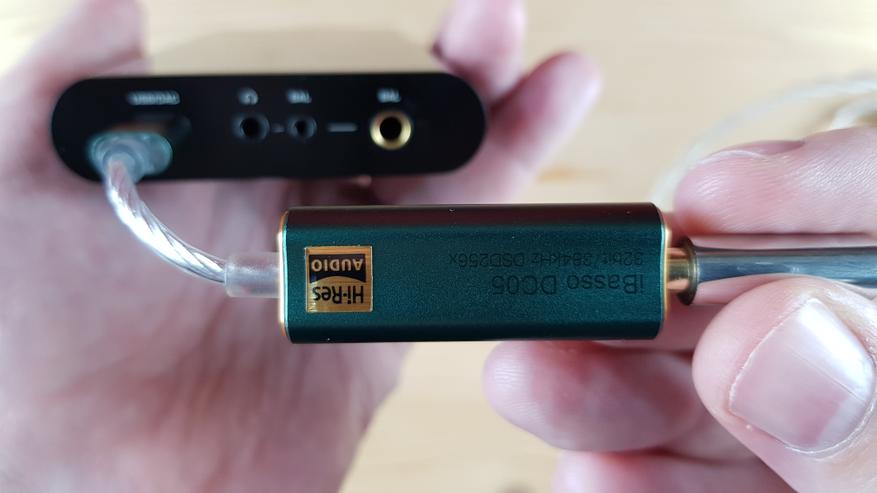 iBasso DC05
32bit/384kHz DSD256x
Hi-Res
AUDIO